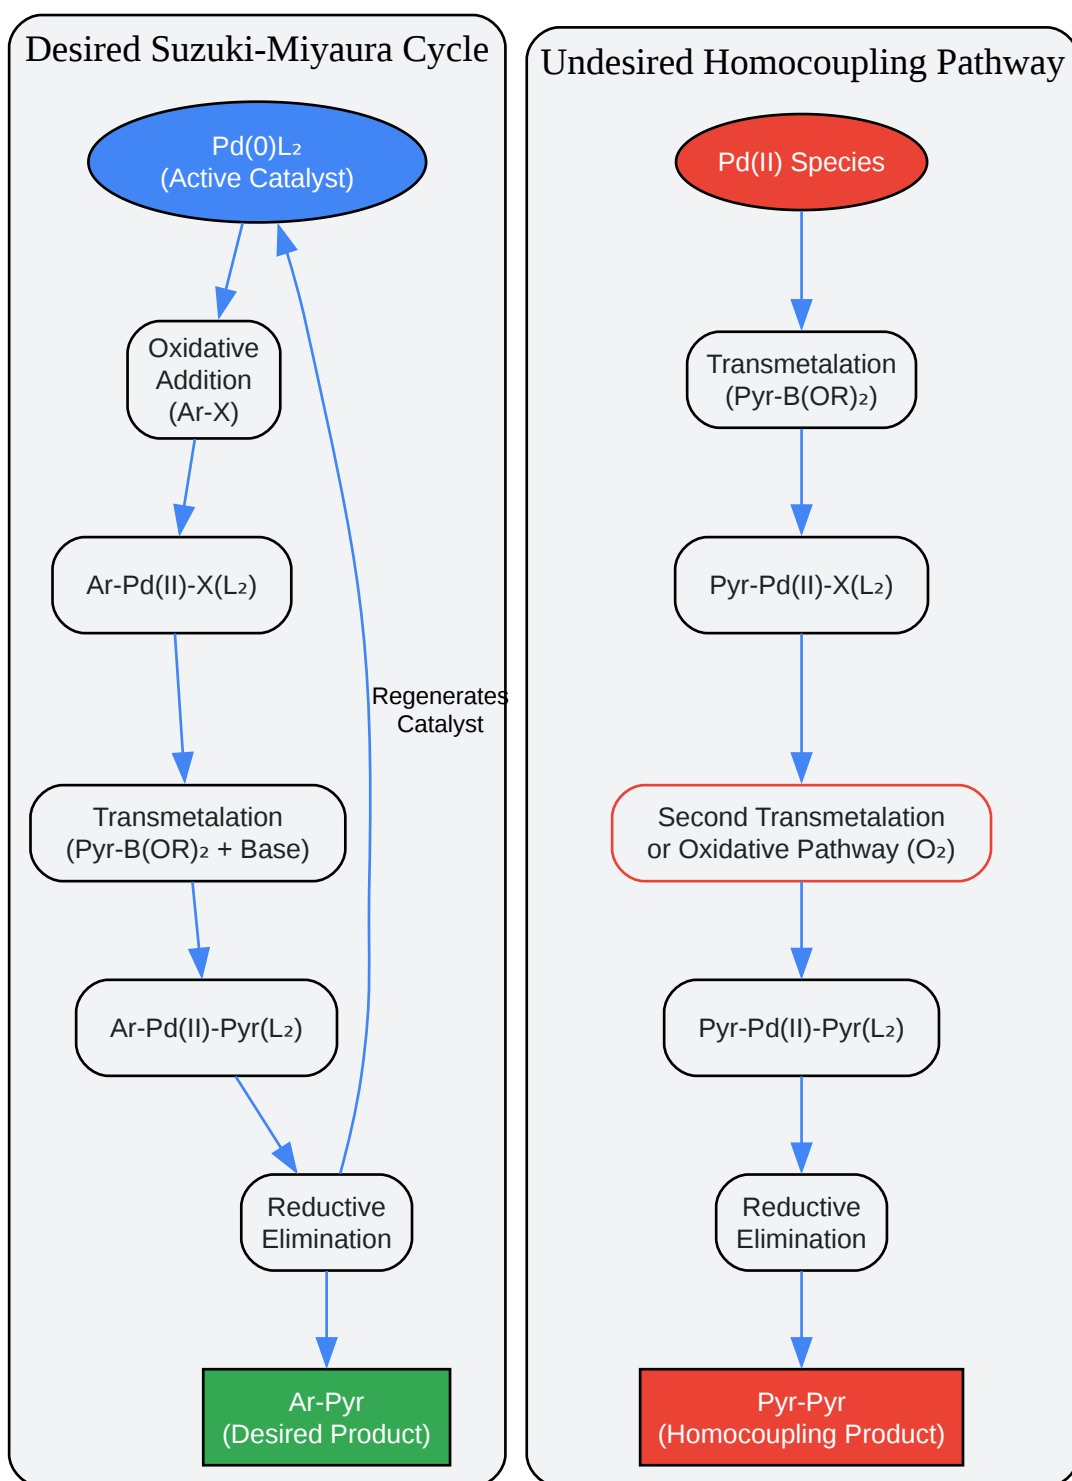 Desired Suzuki-Miyaura Cycle
Pd(0)L₂
(Active Catalyst)
Oxidative
Addition
(Ar-X)
Ar-Pd(II)-X(L₂)
Regenerates
Catalyst
Transmetalation
(Pyr-B(OR)₂ + Base)
Ar-Pd(II)-Pyr(L₂)
Reductive
Elimination
Ar-Pyr
(Desired Product)
Undesired Homocoupling Pathway
Pd(II) Species
Transmetalation
(Pyr-B(OR)₂)
Pyr-Pd(II)-X(L₂)
Second Transmetalation
or Oxidative Pathway (O₂)
Pyr-Pd(II)-Pyr(L₂)
Reductive
Elimination
Pyr-Pyr
(Homocoupling Product)